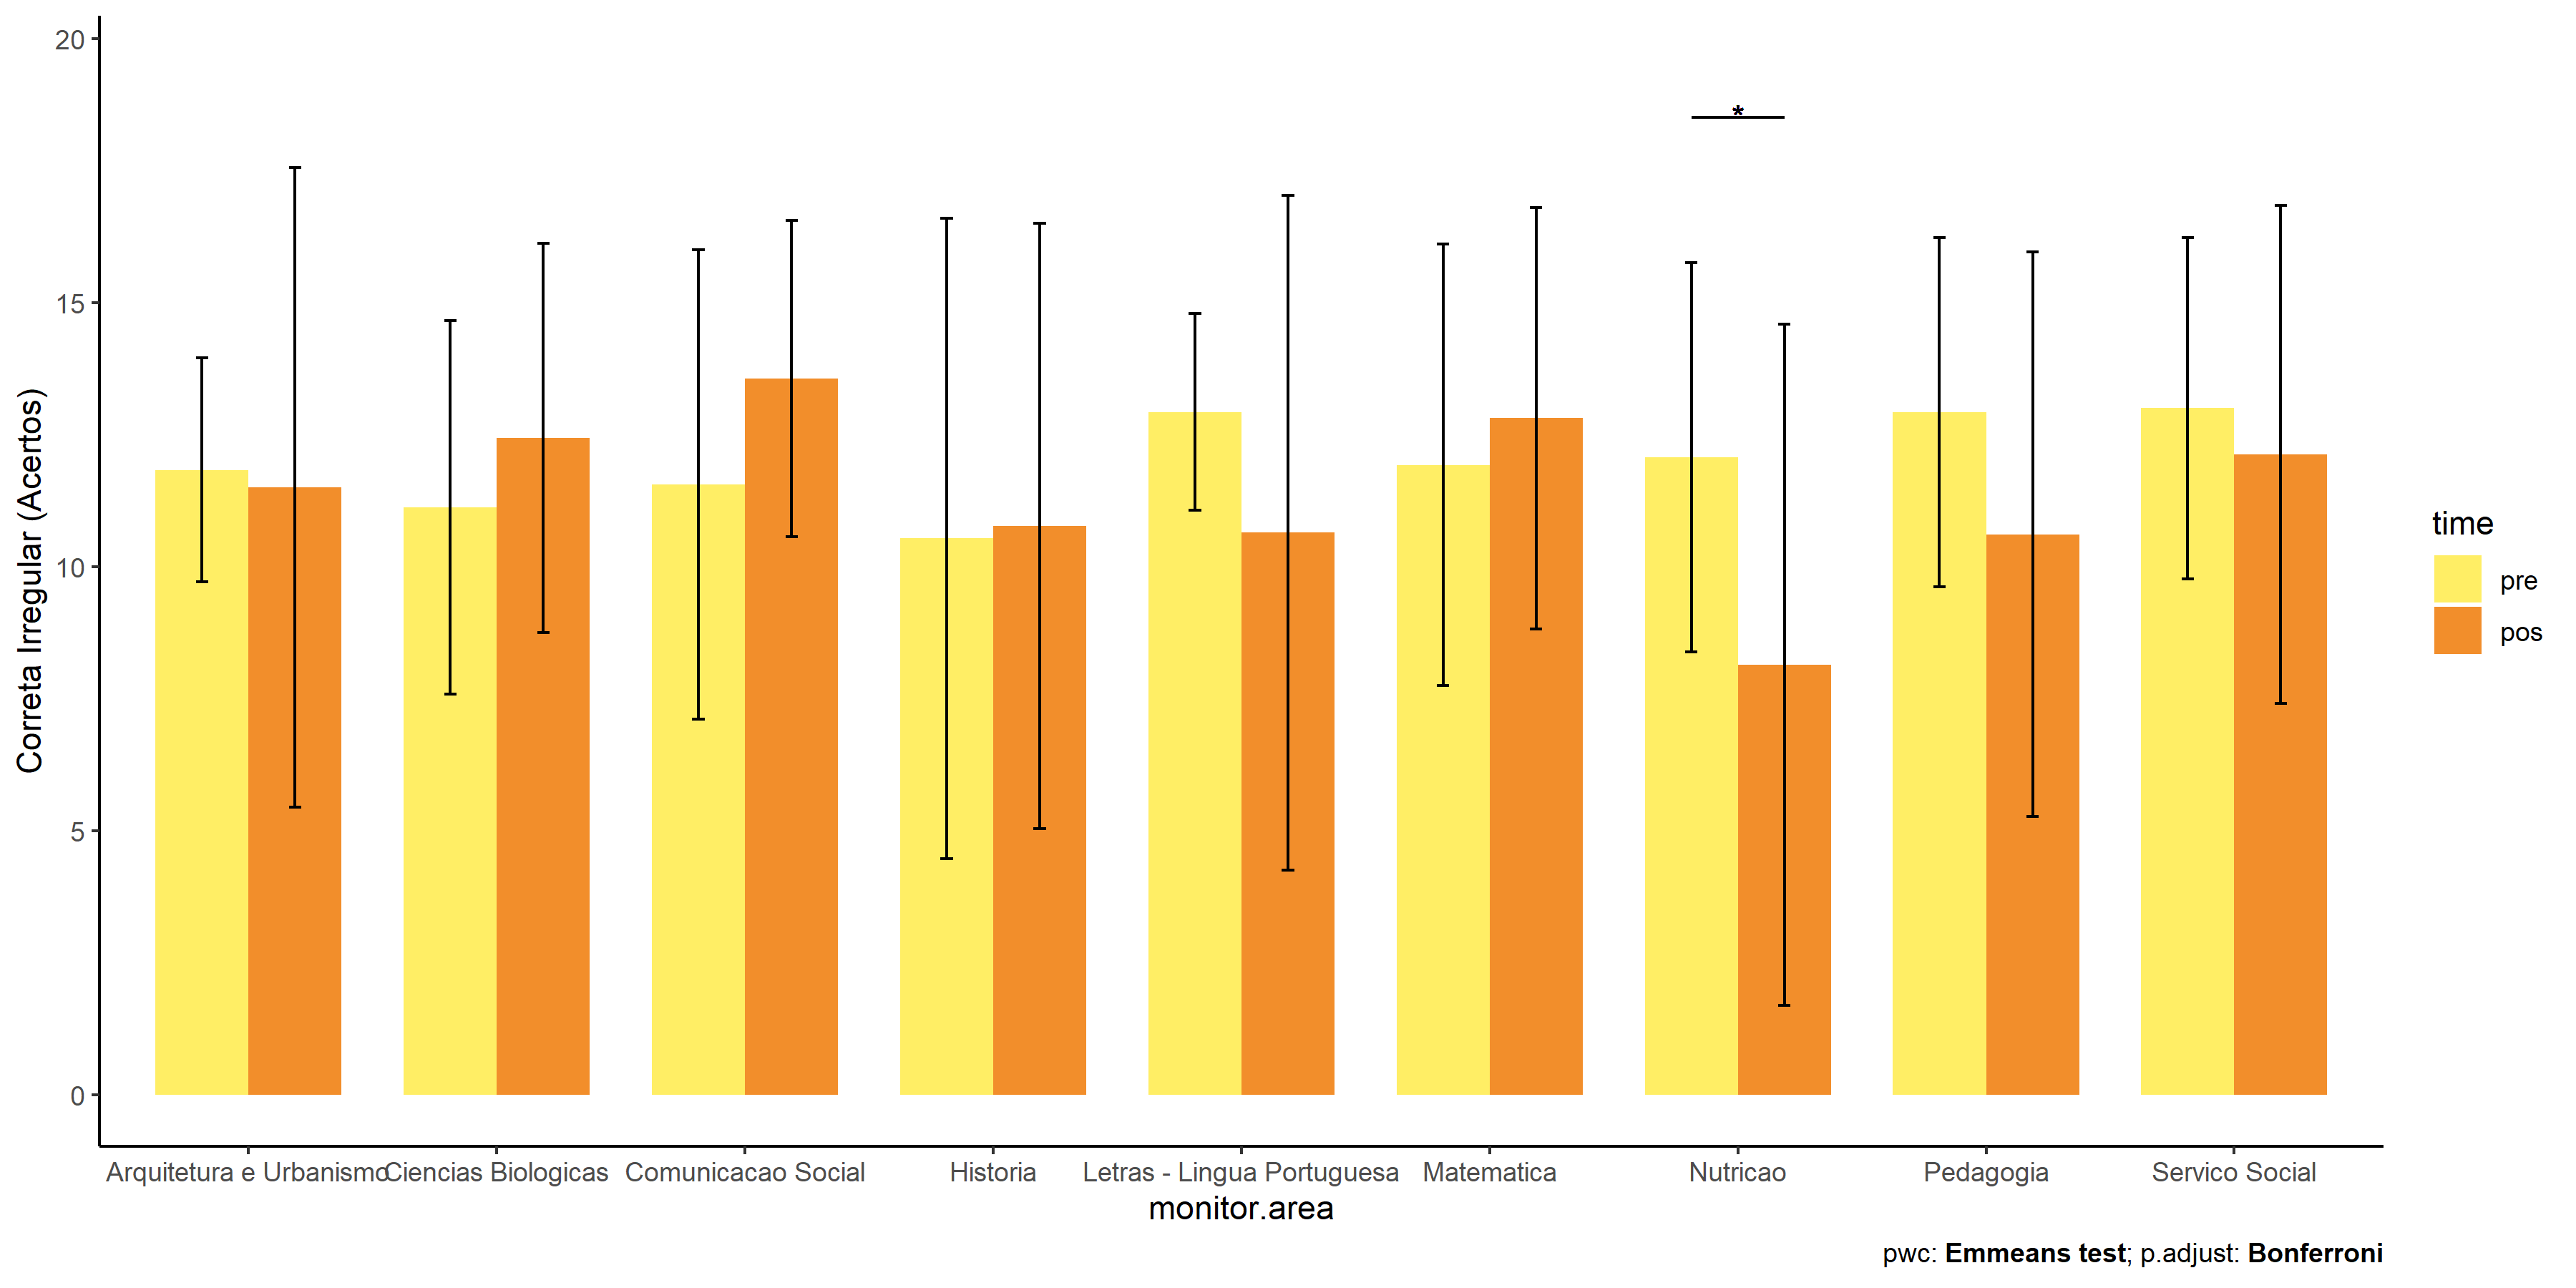 Correta Irregular (Acertos)
20
15
10
5
0
*
Arquitetura e Urbanismo
Ciencias Biologicas
Comunicacao Social
Historia
Letras - Lingua Portuguesa
Matematica
Nutricao
Pedagogia
Servico Social
monitor.area
time
pre
pos
pwc: Emmeans test; p.adjust: Bonferroni